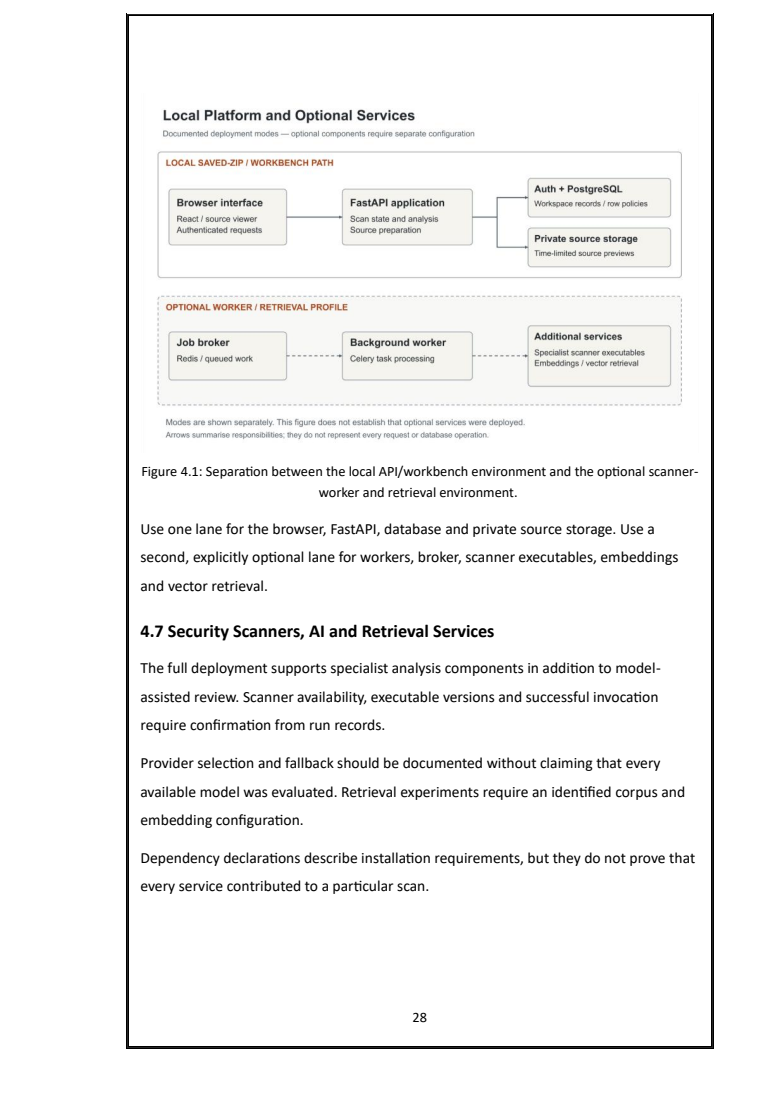 Local Platform and Optional Services
Documented deployment modes — optional components require separate configuration
LOCAL SAVED-ZIP / WORKBENCH PATH
Browser interface
React / source viewer
Authenticated requests
FastAPI application
Scan state and analysis
Source preparation
Auth + PostgreSQL
Workspace records / row policies
Private source storage
Time-limited source previews
OPTIONAL WORKER / RETRIEVAL PROFILE
Job broker
Redis / queued work
Background worker
Celery task processing
Additional services
Specialist scanner executables
Embeddings / vector retrieval
Modes are shown separately. This figure does not establish that optional services were deployed.
Arrows summarise responsibilities; they do not represent every request or database operation.
Figure 4.1: Separation between the local API/workbench environment and the optional scanner-
worker and retrieval environment.
Use one lane for the browser, FastAPI, database and private source storage. Use a
second, explicitly optional lane for workers, broker, scanner executables, embeddings
and vector retrieval.
4.7 Security Scanners, AI and Retrieval Services
The full deployment supports specialist analysis components in addition to model-
assisted review. Scanner availability, executable versions and successful invocation
require confirmation from run records.
Provider selection and fallback should be documented without claiming that every
available model was evaluated. Retrieval experiments require an identified corpus and
embedding configuration.
Dependency declarations describe installation requirements, but they do not prove that
every service contributed to a particular scan.
28